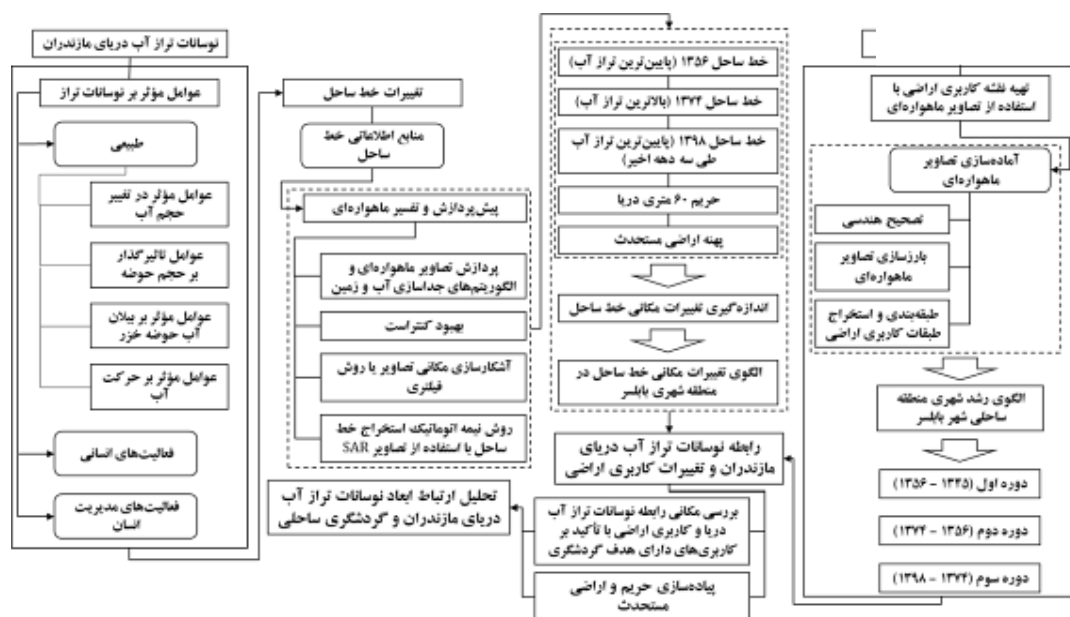 نوسانات تراز آب دریای مازندران
عوامل مؤثر بر نوسانات تراز
طبیعی
عوامل مؤثر در تغییر
حجم آب
عوامل تاثیرگذار
بر حجم حوضه
عوامل مؤثر بر بیلان
آب حوضه خزر
عوامل مؤثر بر حرکت
آب
فعالیت‌های انسانی
فعالیت‌های مدیریت
انسان
تغییرات خط ساحل
منابع اطلاعاتی خط
ساحل
پیش‌پردازش و تفسیر ماهواره‌ای
پردازش تصاویر ماهواره‌ای و
الگوریتم‌های جداسازی آب و زمین
بهبود کنتراست
آشکارسازی مکانی تصاویر با روش
فیلتری
روش نیمه اتوماتیک استخراج خط
ساحل با استفاده از تصاویر SAR
خط ساحل ۱۳۵۶ (پایین‌ترین تراز آب)
خط ساحل ۱۳۷۴ (بالاترین تراز آب)
خط ساحل ۱۳۹۸ (پایین‌ترین تراز آب
طی سه دهه اخیر)
حریم ۶۰ متری دریا
پهنه اراضی مستحدث
اندازه‌گیری تغییرات مکانی خط ساحل
الگوی تغییرات مکانی خط ساحل در
منطقه شهری بابلسر
تهیه نقشه کاربری اراضی با
استفاده از تصاویر ماهواره‌ای
آماده‌سازی تصاویر
ماهواره‌ای
تصحیح هندسی
بارزسازی تصاویر
ماهواره‌ای
طبقه‌بندی و استخراج
طبقات کاربری اراضی
الگوی رشد شهری منطقه
ساحلی شهر بابلسر
دوره اول (۱۳۴۵ - ۱۳۵۶)
دوره دوم (۱۳۵۶ - ۱۳۷۴)
دوره سوم (۱۳۷۴ - ۱۳۹۸)
رابطه نوسانات تراز آب دریای
مازندران و تغییرات کاربری اراضی
بررسی مکانی رابطه نوسانات تراز آب
دریا و کاربری اراضی با تأکید بر
کاربری‌های دارای هدف گردشگری
پیاده‌سازی حریم و اراضی
مستحدث
تحلیل ارتباط ابعاد نوسانات تراز آب
دریای مازندران و گردشگری ساحلی